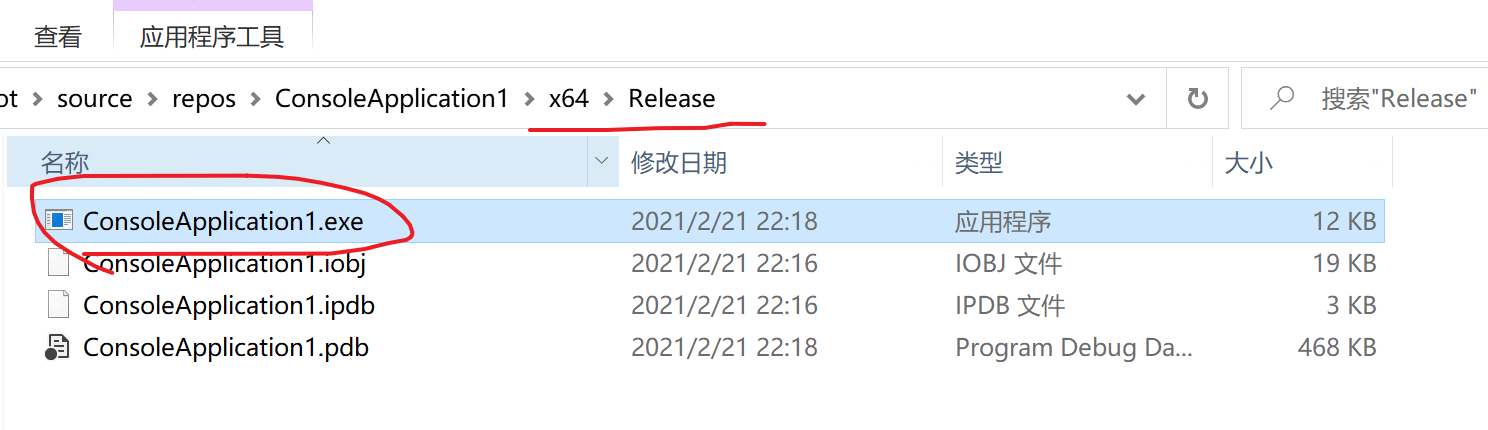 查看 应用程序工具
ot > source > repos > ConsoleApplication1 > x64 > Release 搜索"Release"
名称 修改日期 类型 大小
ConsoleApplication1.exe 2021/2/21 22:18 应用程序 12 KB
ConsoleApplication1.iobj 2021/2/21 22:16 IOBJ 文件 19 KB
ConsoleApplication1.ipdb 2021/2/21 22:16 IPDB 文件 3 KB
ConsoleApplication1.pdb 2021/2/21 22:18 Program Debug Da... 468 KB